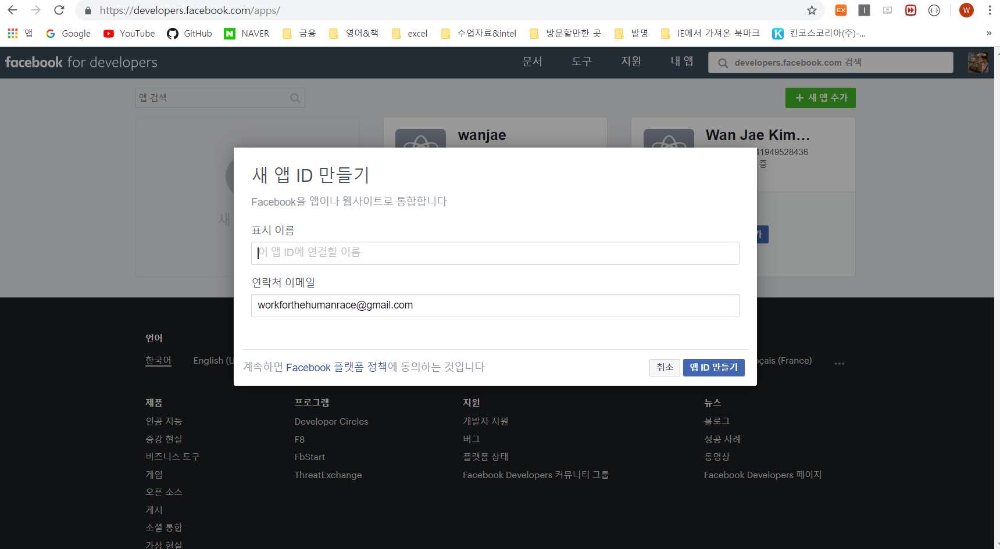 https://developers.facebook.com/apps/
EX
W
앱 Google YouTube GitHub N NAVER 금융 영어&책 excel 수업자료&intel 방문할만한 곳 발명 IE에서 가져온 북마크 K 킨코스코리아(주)-... »
facebook for developers 문서 도구 지원 내 앱 developers.facebook.com 검색
앱 검색 + 새 앱 추가
wanjae Wan Jae Kim...
41949528436
중
새 앱 ID 만들기
Facebook을 앱이나 웹사이트로 통합합니다
새
표시 이름
이 앱 ID에 연결할 이름
가
연락처 이메일
workforthehumanrace@gmail.com
언어
한국어 English (U çais (France) ...
계속하면 Facebook 플랫폼 정책에 동의하는 것입니다 취소 앱 ID 만들기
제품 프로그램 지원 뉴스
인공 지능 Developer Circles 개발자 지원 블로그
증강 현실 F8 버그 성공 사례
비즈니스 도구 FbStart 플랫폼 상태 동영상
게임 ThreatExchange Facebook Developers 커뮤니티 그룹 Facebook Developers 페이지
오픈 소스
게시
소셜 통합
가상 현실